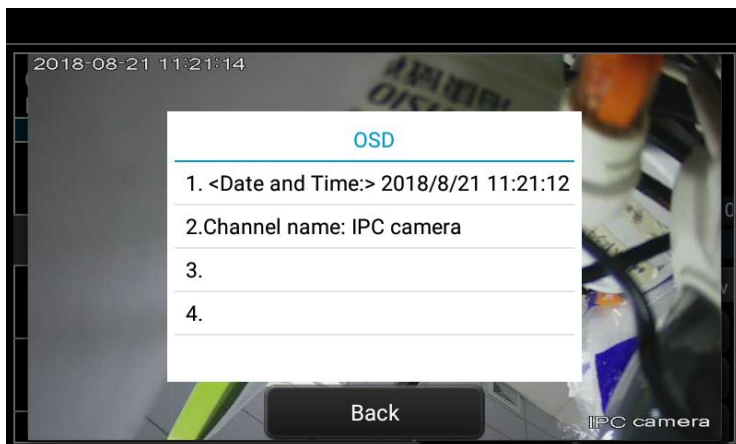 2018-08-21 11:21:14
OSD
1. <Date and Time:> 2018/8/21 11:21:12
2.Channel name: IPC camera
3.
4.
Back
IPC camera